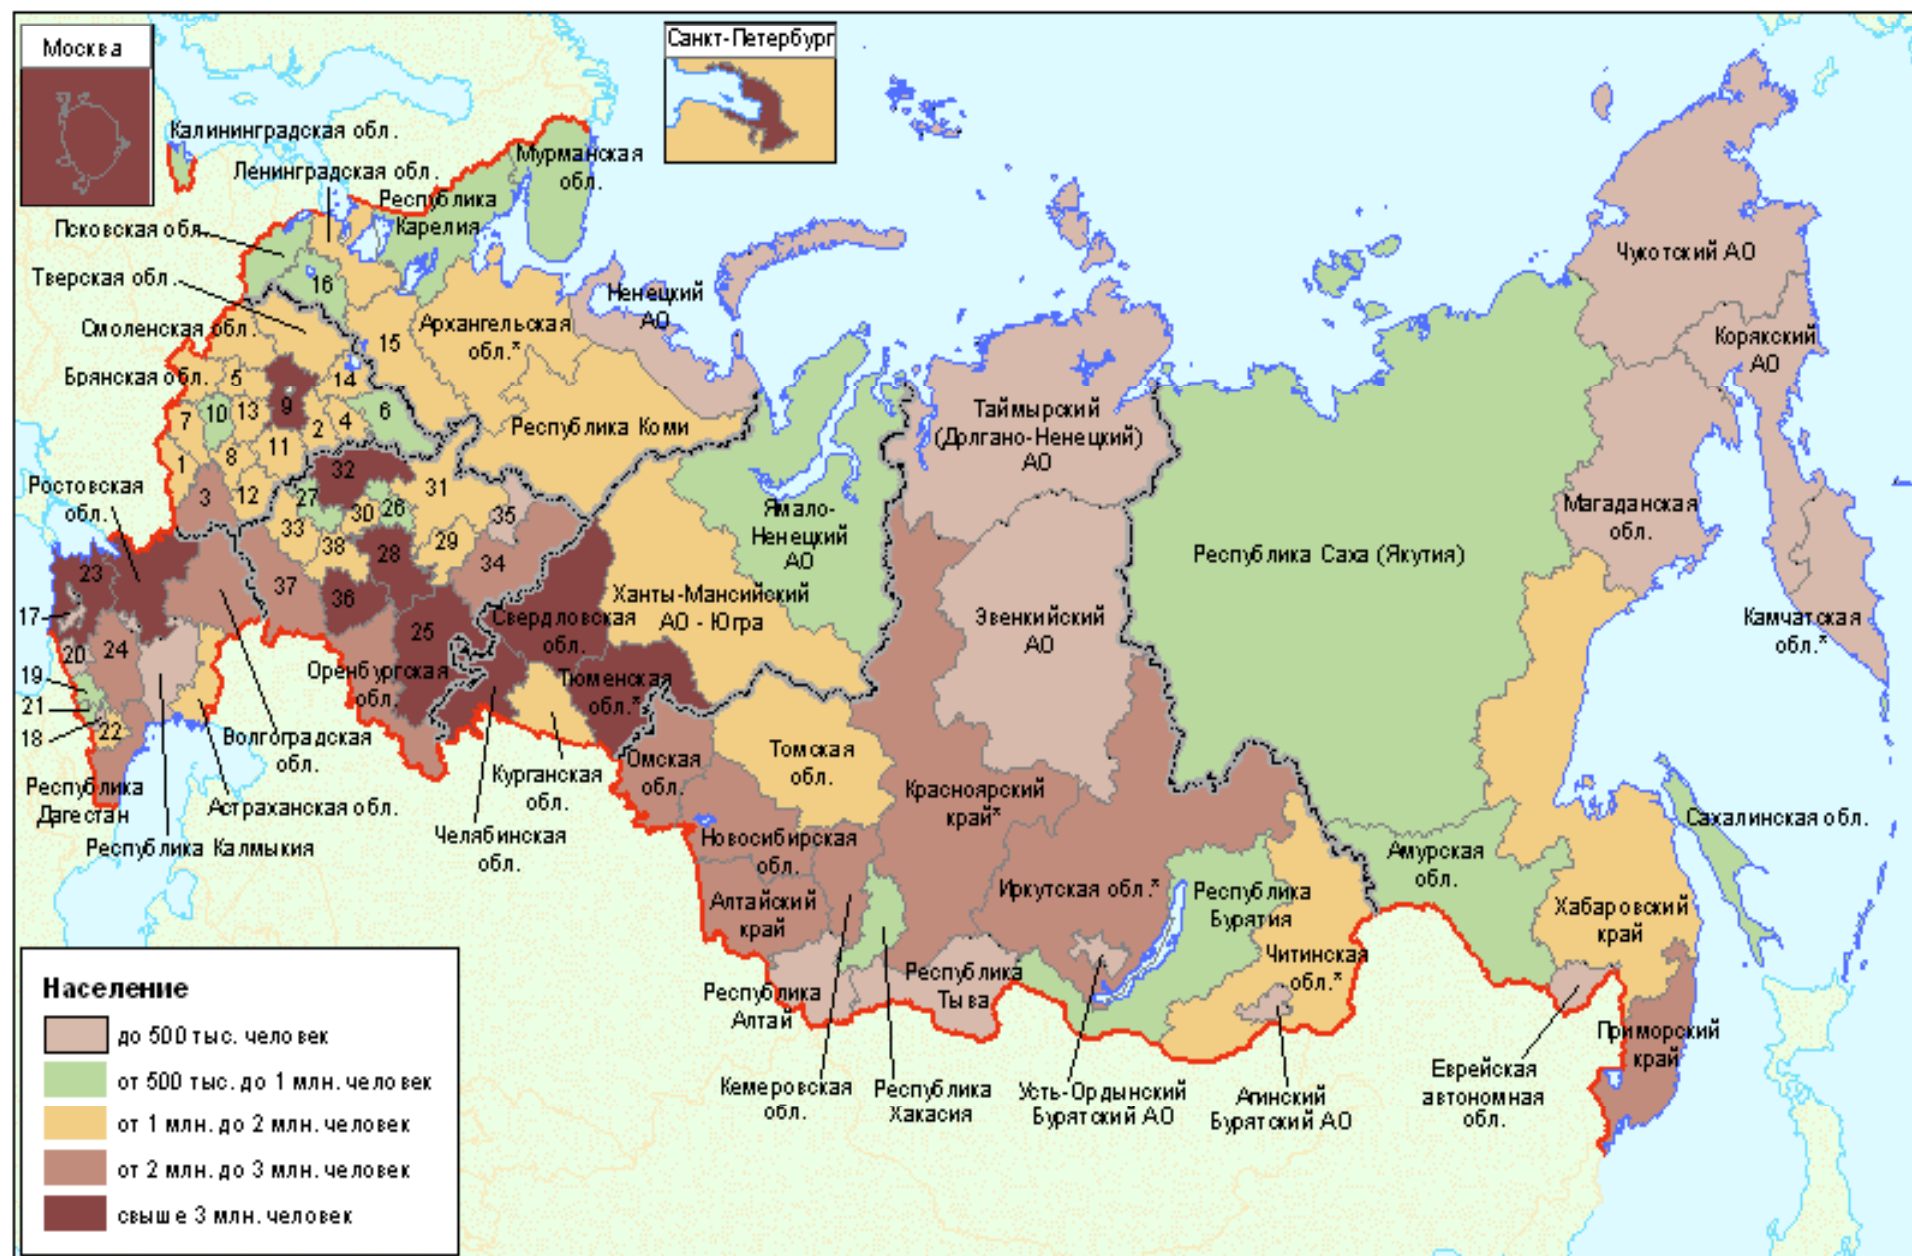 Москва
Санкт-Петербург
Калининградская обл.
Ленинградская обл.
Мурманская
обл.
Республика
Карелия
Псковская обл.
Тверская обл.
Смоленская обл.
Брянская обл.
Ростовская
обл.
Ненецкий
АО
Архангельская
обл.*
Республика Коми
Ямало-
Ненецкий
АО
Ханты-Мансийский
АО - Югра
Таймырский
(Долгано-Ненецкий)
АО
Эвенкийский
АО
Республика Саха (Якутия)
Чукотский АО
Корякский
АО
Магаданская
обл.
Камчатская
обл.*
16
15
5
14
9
10
13
7
2
4
6
11
8
1
3
12
32
31
27
26
30
33
38
28
29
35
34
37
36
25
23
17
20
24
19
21
18
22
Свердловская
обл.
Тюменская
обл.*
Оренбургская
обл.
Волгоградская
обл.
Астраханская обл.
Республика
Дагестан
Республика Калмыкия
Челябинская
обл.
Курганская
обл.
Омская
обл.
Томская
обл.
Новосибирская
обл.
Красноярский
край*
Алтайский
край
Иркутская обл.*
Республика
Бурятия
Читинская
обл.*
Амурская
обл.
Хабаровский
край
Сахалинская обл.
Республика
Алтай
Республика
Тыва
Кемеровская
обл.
Республика
Хакасия
Усть-Ордынский
Бурятский АО
Агинский
Бурятский АО
Еврейская
автономная
обл.
Приморский
край
Население
до 500 тыс. человек
от 500 тыс. до 1 млн. человек
от 1 млн. до 2 млн. человек
от 2 млн. до 3 млн. человек
свыше 3 млн. человек